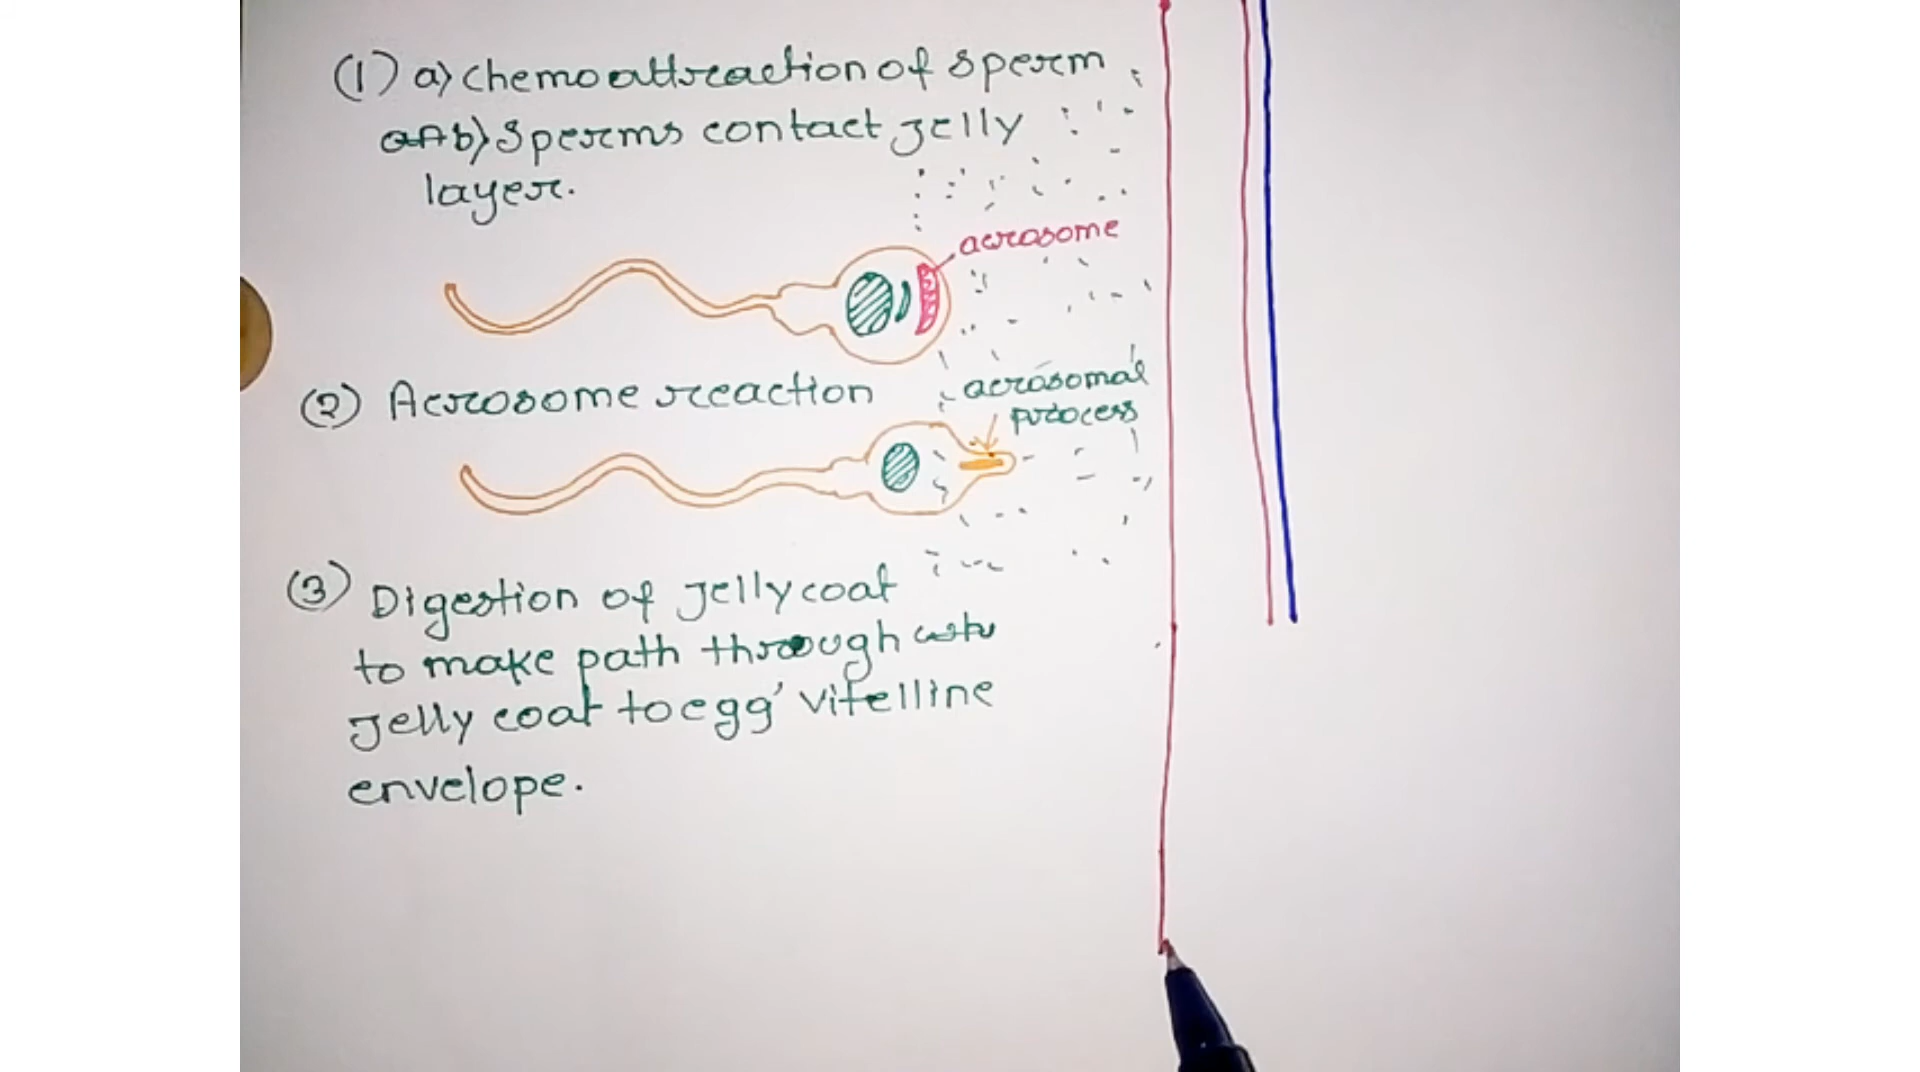 (1) a) chemoattraction of sperm
b) Sperms contact jelly
layer.
acrosome
(2) Acrosome reaction
acrosomal
process
(3) Digestion of Jelly coat
to make path through
Jelly coat to egg' vitelline
envelope.